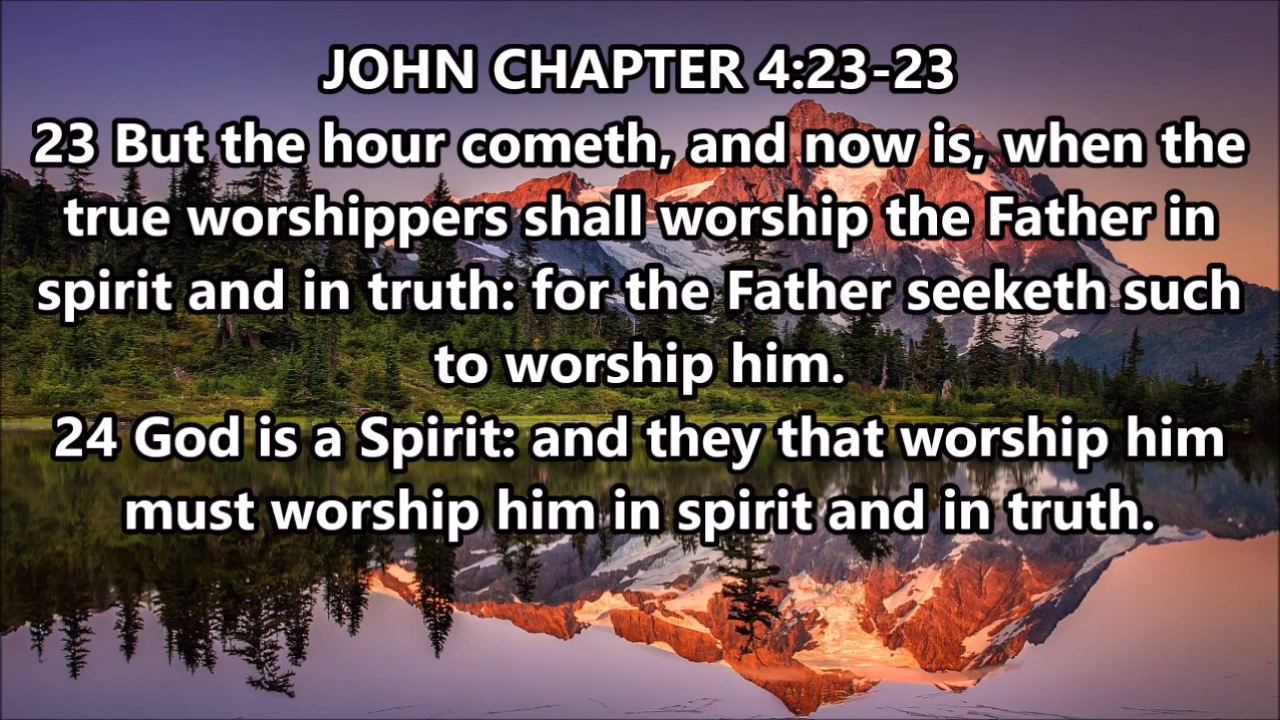 JOHN CHAPTER 4:23-23
23 But the hour cometh, and now is, when the
true worshippers shall worship the Father in
spirit and in truth: for the Father seeketh such
to worship him.
24 God is a Spirit: and they that worship him
must worship him in spirit and in truth.